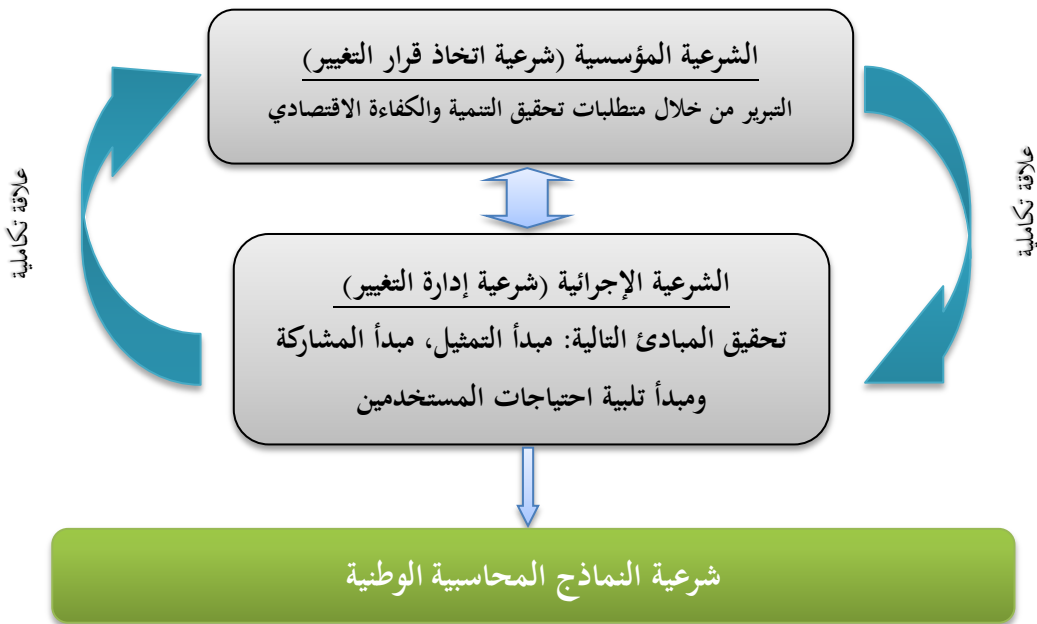 الشرعية المؤسسية (شرعية اتخاذ قرار التغيير)
التبرير من خلال متطلبات تحقيق التنمية والكفاءة الاقتصادي
علاقة تكاملية
علاقة تكاملية
الشرعية الإجرائية (شرعية إدارة التغيير)
تحقيق المبادئ التالية: مبدأ التمثيل، مبدأ المشاركة
ومبدأ تلبية احتياجات المستخدمين
شرعية النماذج المحاسبية الوطنية